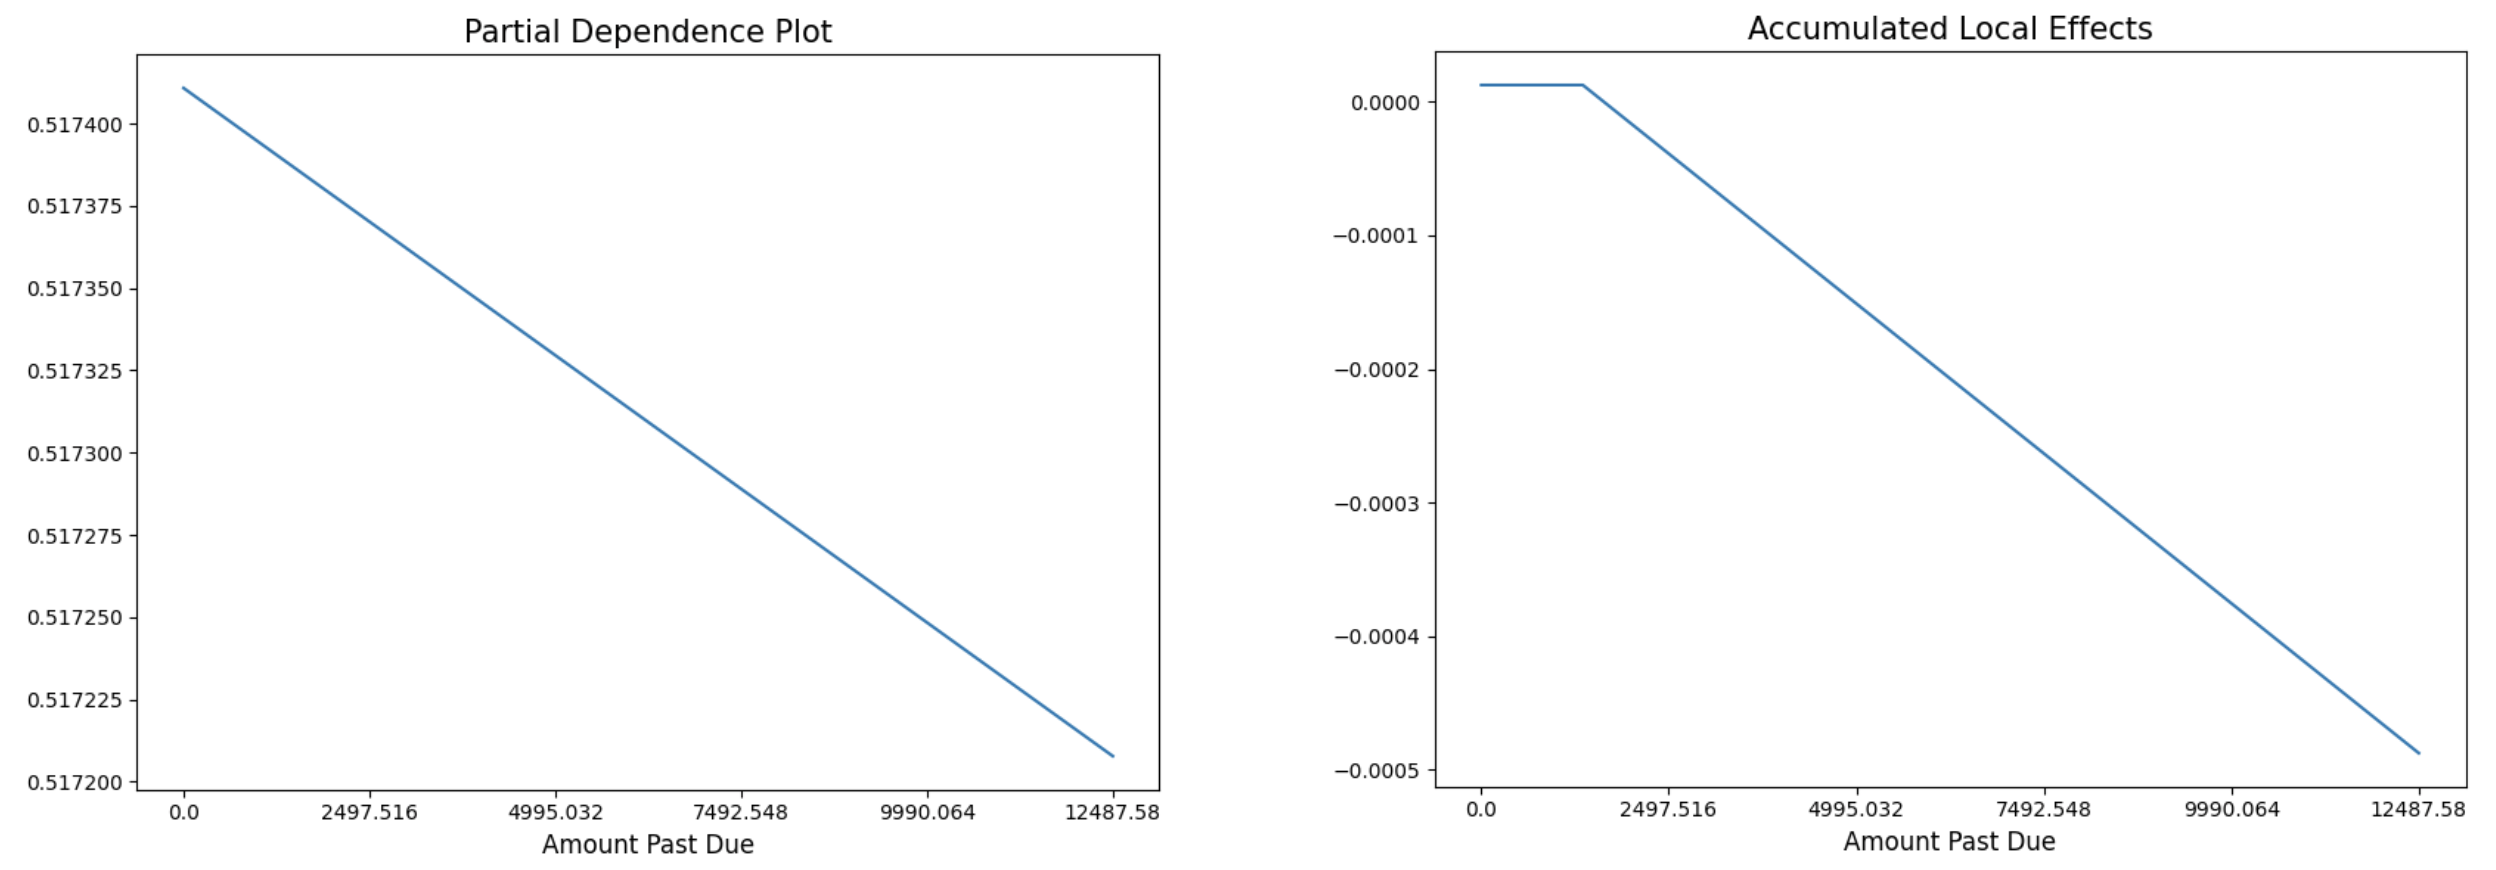 Partial Dependence Plot
0.517400
0.517375
0.517350
0.517325
0.517300
0.517275
0.517250
0.517225
0.517200
0.0 2497.516 4995.032 7492.548 9990.064 12487.58
Amount Past Due
Accumulated Local Effects
0.0000
−0.0001
−0.0002
−0.0003
−0.0004
−0.0005
0.0 2497.516 4995.032 7492.548 9990.064 12487.58
Amount Past Due